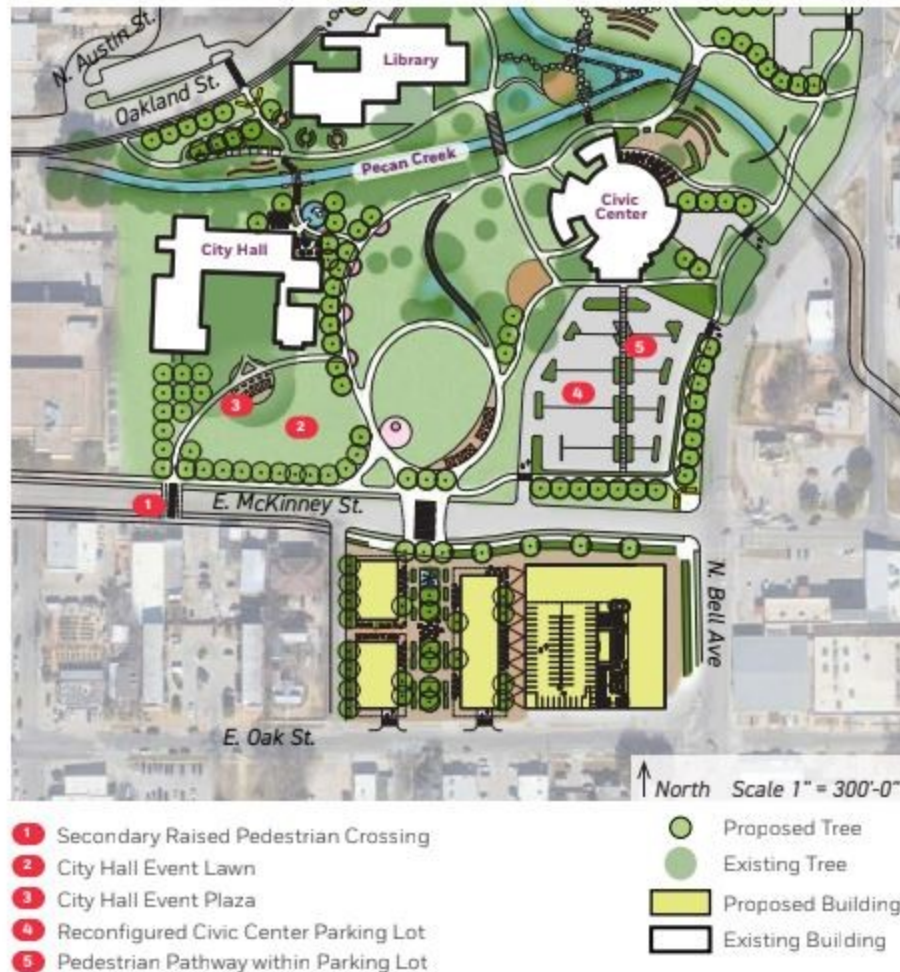 N. Austin St.
Library
Oakland St.
Pecan Creek
Civic
Center
City Hall
5
4
3
2
1
E. McKinney St.
N. Bell Ave
E. Oak St.
North Scale 1" = 300'-0"
1 Secondary Raised Pedestrian Crossing
2 City Hall Event Lawn
3 City Hall Event Plaza
4 Reconfigured Civic Center Parking Lot
5 Pedestrian Pathway within Parking Lot
Proposed Tree
Existing Tree
Proposed Building
Existing Building